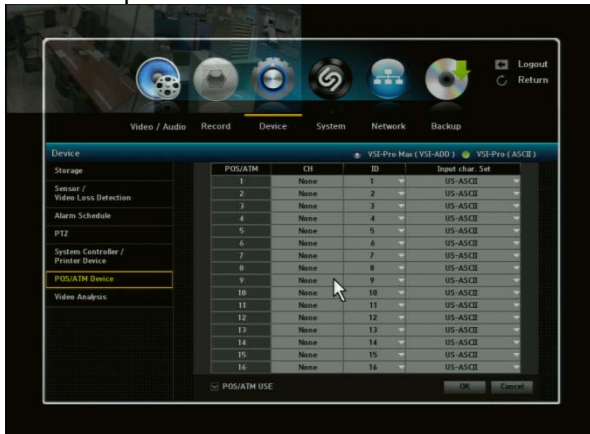 Logout
Return
Video / Audio Record Device System Network Backup
Device
VSI-Pro Max ( VSI-ADD ) VSI-Pro ( ASCII )
Storage
Sensor /
Video Loss Detection
Alarm Schedule
PTZ
System Controller /
Printer Device
POS/ATM Device
Video Analysis
POS/ATM CH ID Input char. Set
1 None 1 US-ASCII
2 None 2 US-ASCII
3 None 3 US-ASCII
4 None 4 US-ASCII
5 None 5 US-ASCII
6 None 6 US-ASCII
7 None 7 US-ASCII
8 None 8 US-ASCII
9 None 9 US-ASCII
10 None 10 US-ASCII
11 None 11 US-ASCII
12 None 12 US-ASCII
13 None 13 US-ASCII
14 None 14 US-ASCII
15 None 15 US-ASCII
16 None 16 US-ASCII
POS/ATM USE
OK Cancel